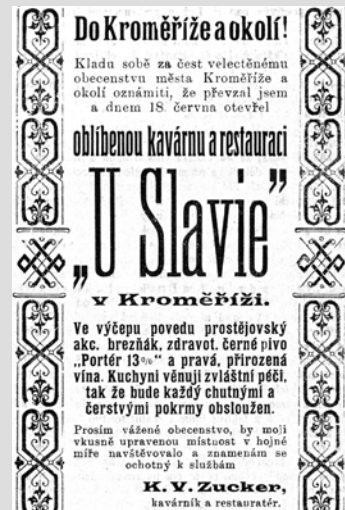 Do Kroměříže a okolí!
Kladu sobě za čest velectěnému
obecenstvu města Kroměříže a
okolí oznámiti, že převzal jsem
a dnem 18. června otevřel
oblíbenou kavárnu a restauraci
„U Slavie”
v Kroměříži.
Ve výčepu povedu prostějovský
akc. brezňák, zdravot. černé pivo
„Portér 13%“ a pravá, přirozená
vína. Kuchyni věnuji zvláštní péči,
tak že bude každý chutnými a
čerstvými pokrmy obsloužen.
Prosím vážené obecenstvo, by moji
vkusně upravenou místnost v hojné
míře navštěvovalo a znamenám se
ochotný k službám
K. V. Zucker,
kavárník a restauratér.